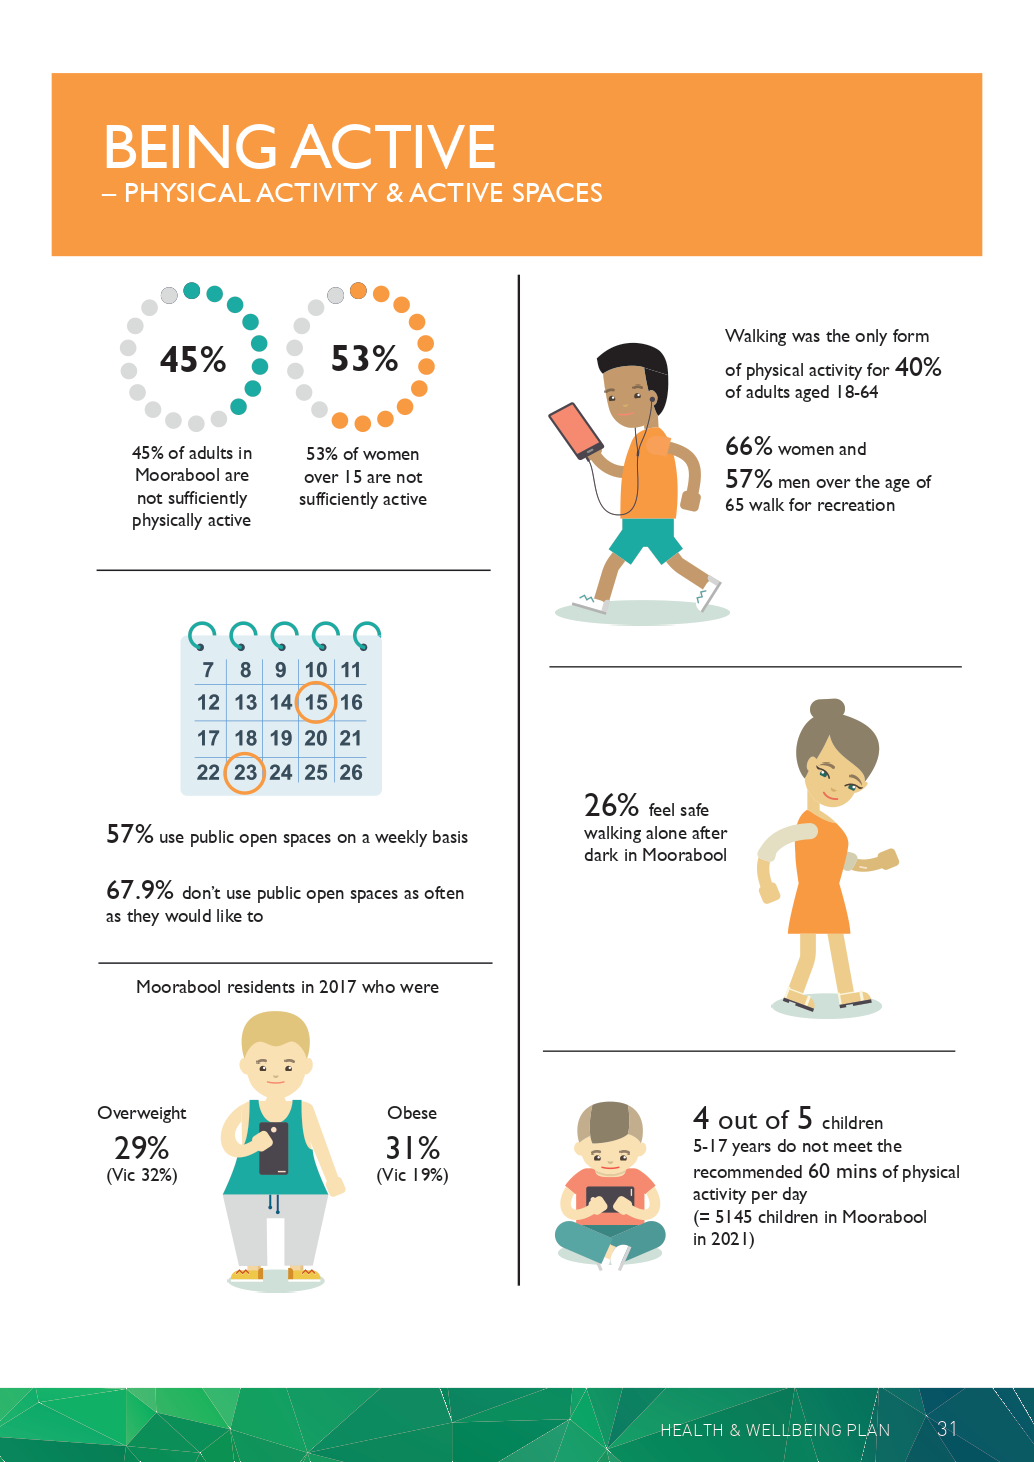 BEING ACTIVE
– PHYSICAL ACTIVITY & ACTIVE SPACES
45%
45% of adults in
Moorabool are
not sufficiently
physically active
53%
53% of women
over 15 are not
sufficiently active
7 8 9 10 11
12 13 14 15 16
17 18 19 20 21
22 23 24 25 26
57% use public open spaces on a weekly basis
67.9% don’t use public open spaces as often
as they would like to
Moorabool residents in 2017 who were
Overweight
29%
(Vic 32%)
Obese
31%
(Vic 19%)
Walking was the only form
of physical activity for 40%
of adults aged 18-64
66% women and
57% men over the age of
65 walk for recreation
26% feel safe
walking alone after
dark in Moorabool
4 out of 5 children
5-17 years do not meet the
recommended 60 mins of physical
activity per day
(= 5145 children in Moorabool
in 2021)
HEALTH & WELLBEING PLAN 31